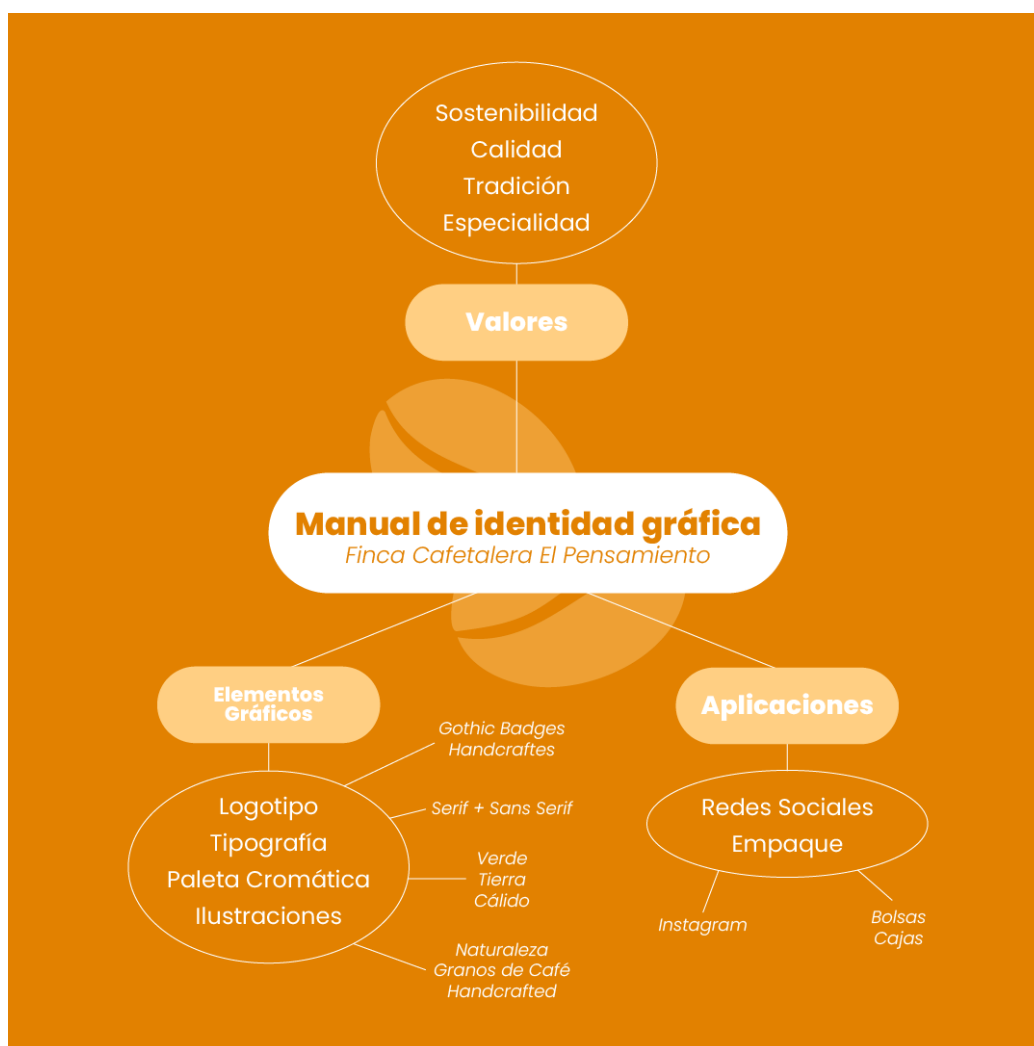 Sostenibilidad
Calidad
Tradición
Especialidad
Valores
Manual de identidad gráfica
Finca Cafetalera El Pensamiento
Elementos
Gráficos
Gothic Badges
Handcraftes
Logotipo
Tipografía
Paleta Cromática
Ilustraciones
Serif + Sans Serif
Verde
Tierra
Cálido
Naturaleza
Granos de Café
Handcrafted
Aplicaciones
Redes Sociales
Empaque
Instagram
Bolsas
Cajas